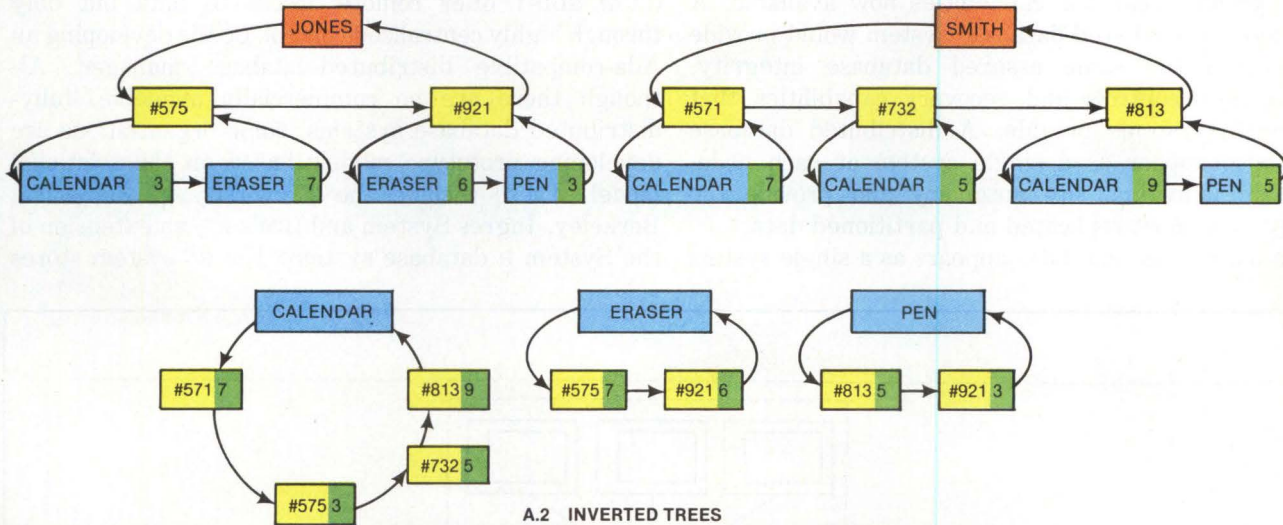 JONES SMITH
#575 #921 #571 #732 #813
CALENDAR 3 ERASER 7 ERASER 6 PEN 3 CALENDAR 7 CALENDAR 5 CALENDAR 9 PEN 5
CALENDAR ERASER PEN
#571 7 #813 9 #575 7 #921 6 #813 5 #921 3
#732 5
#575 3
A.2 INVERTED TREES